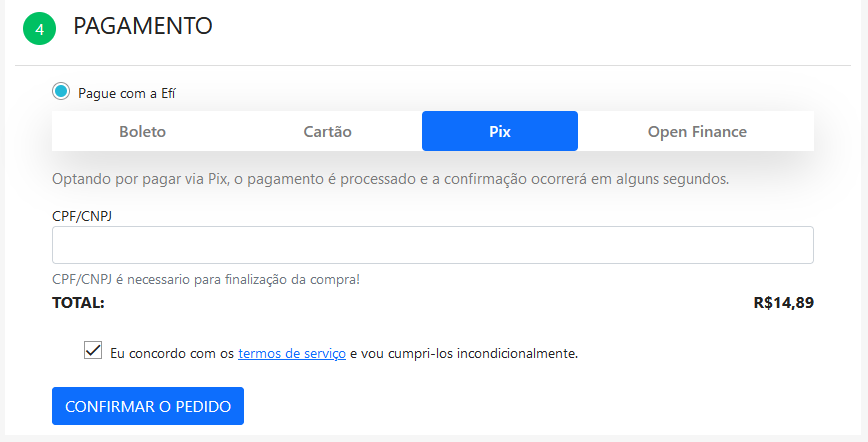 4 PAGAMENTO
Pague com a Efí
Boleto Cartão Pix Open Finance
Optando por pagar via Pix, o pagamento é processado e a confirmação ocorrerá em alguns segundos.
CPF/CNPJ
CPF/CNPJ é necessario para finalização da compra!
TOTAL: R$14,89
Eu concordo com os termos de serviço e vou cumpri-los incondicionalmente.
CONFIRMAR O PEDIDO